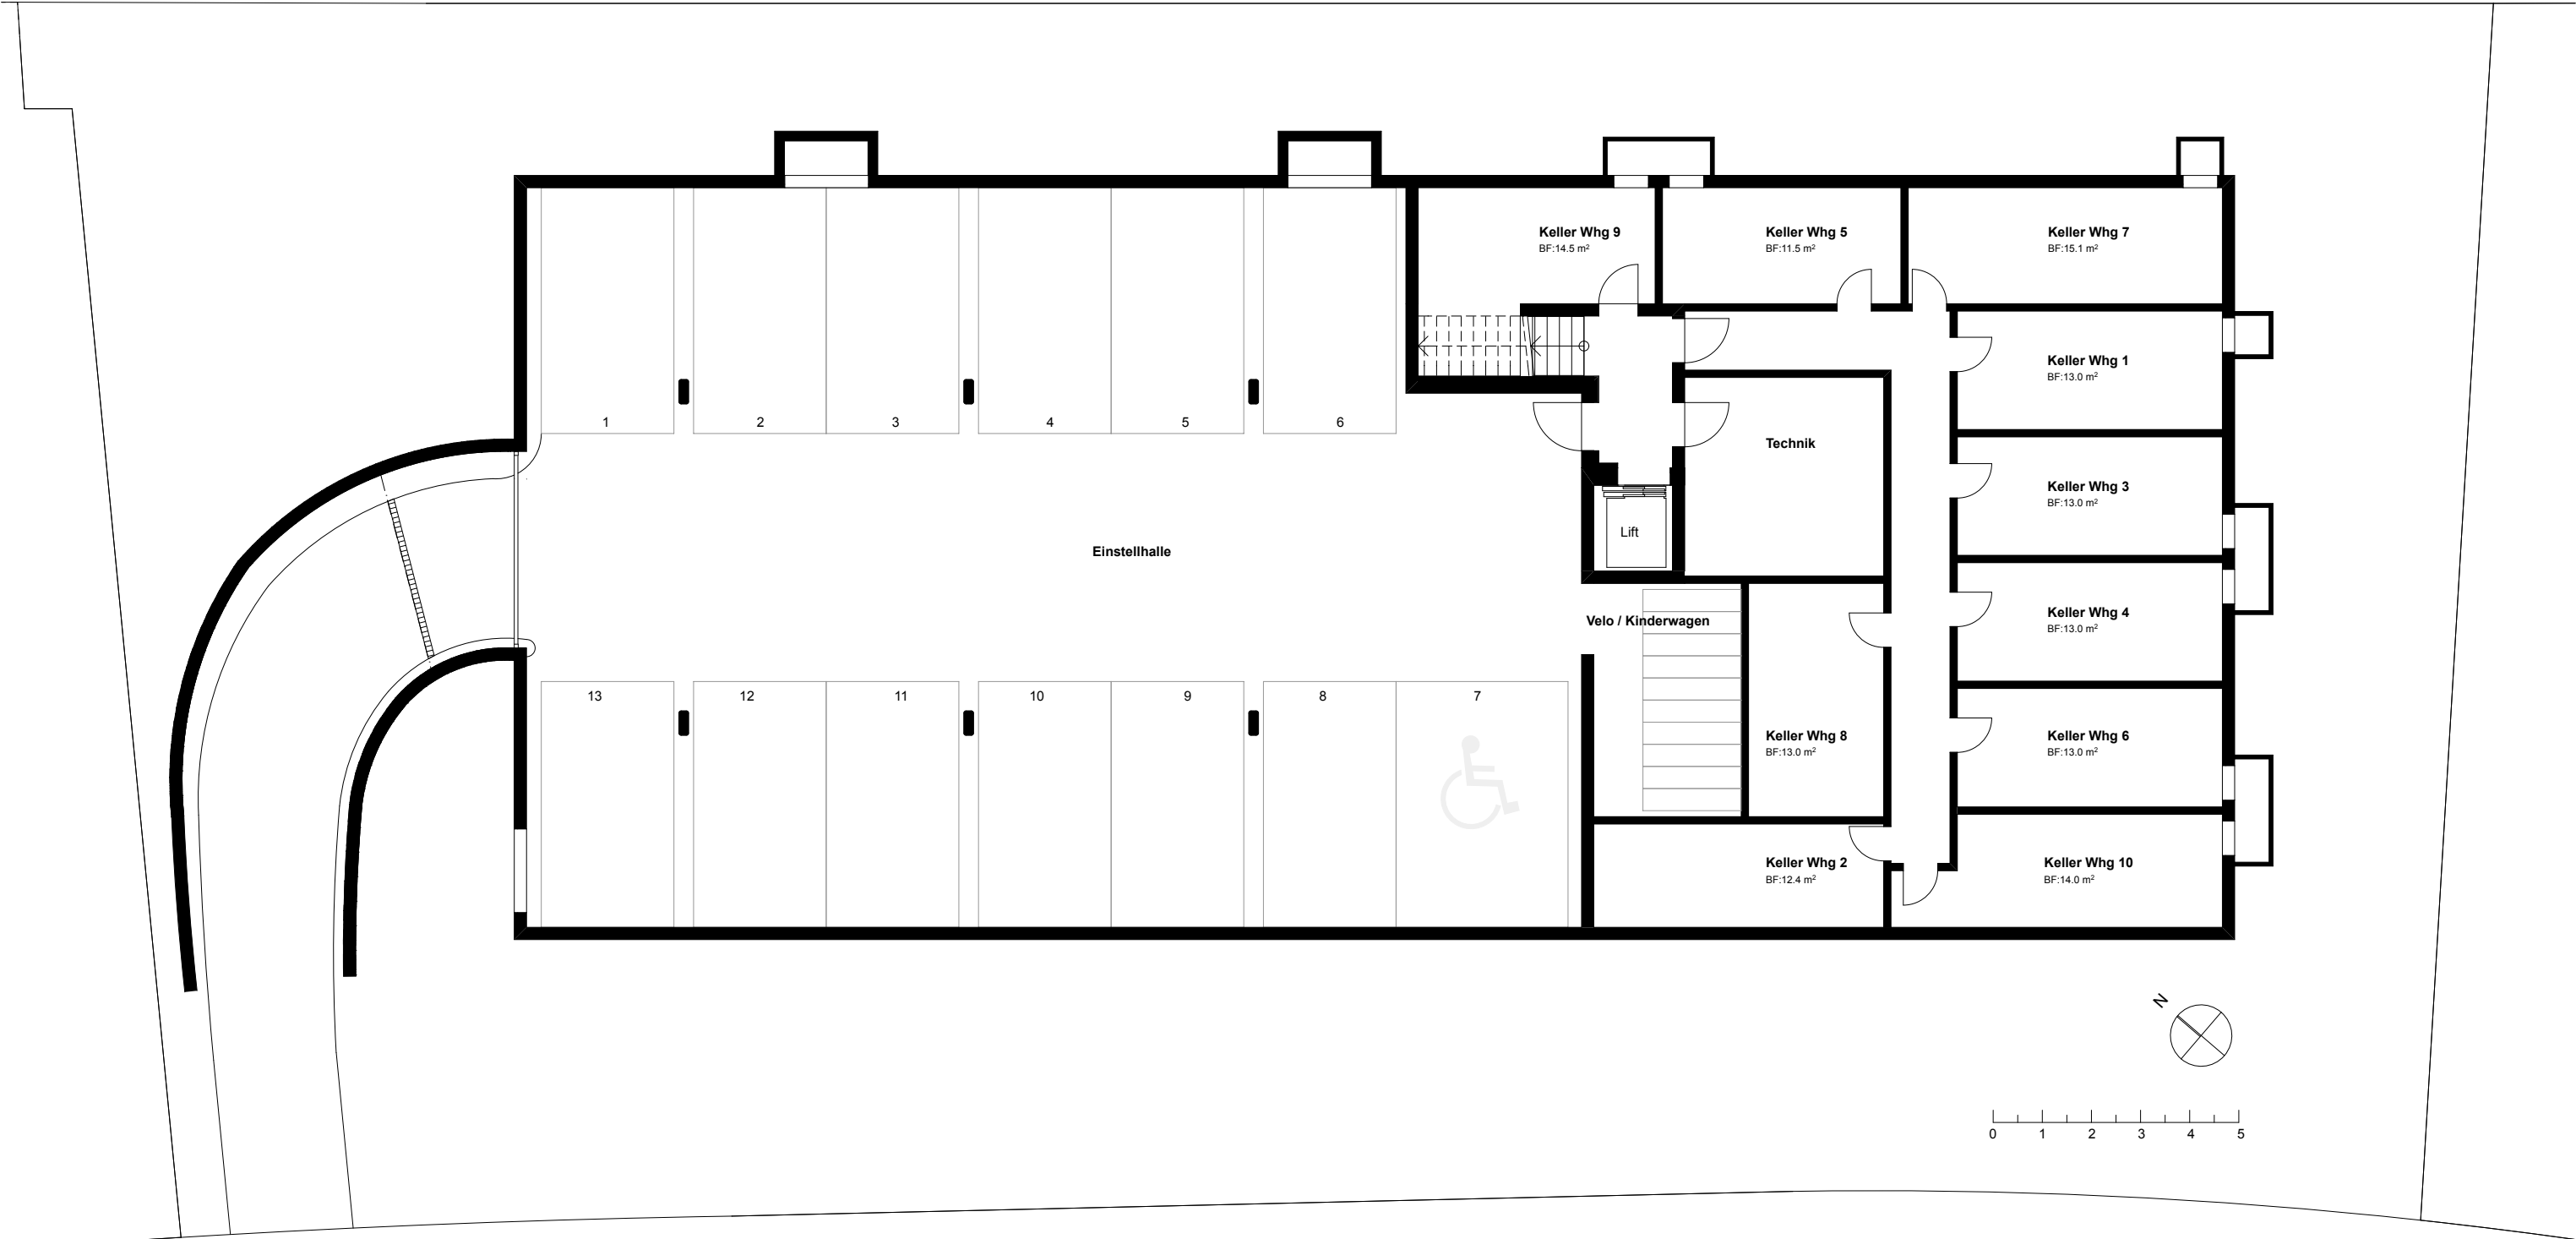 Keller Whg 9
BF:14.5 m²
Keller Whg 5
BF:11.5 m²
Keller Whg 7
BF:15.1 m²
Keller Whg 1
BF:13.0 m²
1
2
3
4
5
6
Technik
Keller Whg 3
BF:13.0 m²
Lift
Einstellhalle
Velo / Kinderwagen
Keller Whg 4
BF:13.0 m²
13
12
11
10
9
8
7
Keller Whg 8
BF:13.0 m²
Keller Whg 6
BF:13.0 m²
Keller Whg 2
BF:12.4 m²
Keller Whg 10
BF:14.0 m²
N
0 1 2 3 4 5